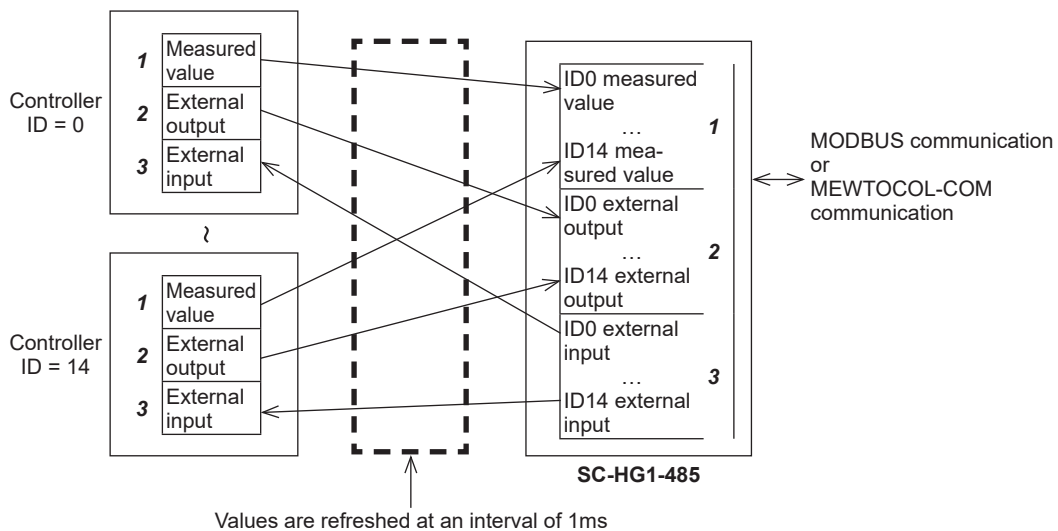 Controller
ID = 0
1
Measured
value
2
External
output
3
External
input
~
Controller
ID = 14
1
Measured
value
2
External
output
3
External
input
ID0 measured
value
...
ID14 mea-
sured value
1
ID0 external
output
...
ID14 external
output
2
ID0 external
input
...
ID14 external
input
3
SC-HG1-485
MODBUS communication
or
MEWTOCOL-COM
communication
Values are refreshed at an interval of 1ms